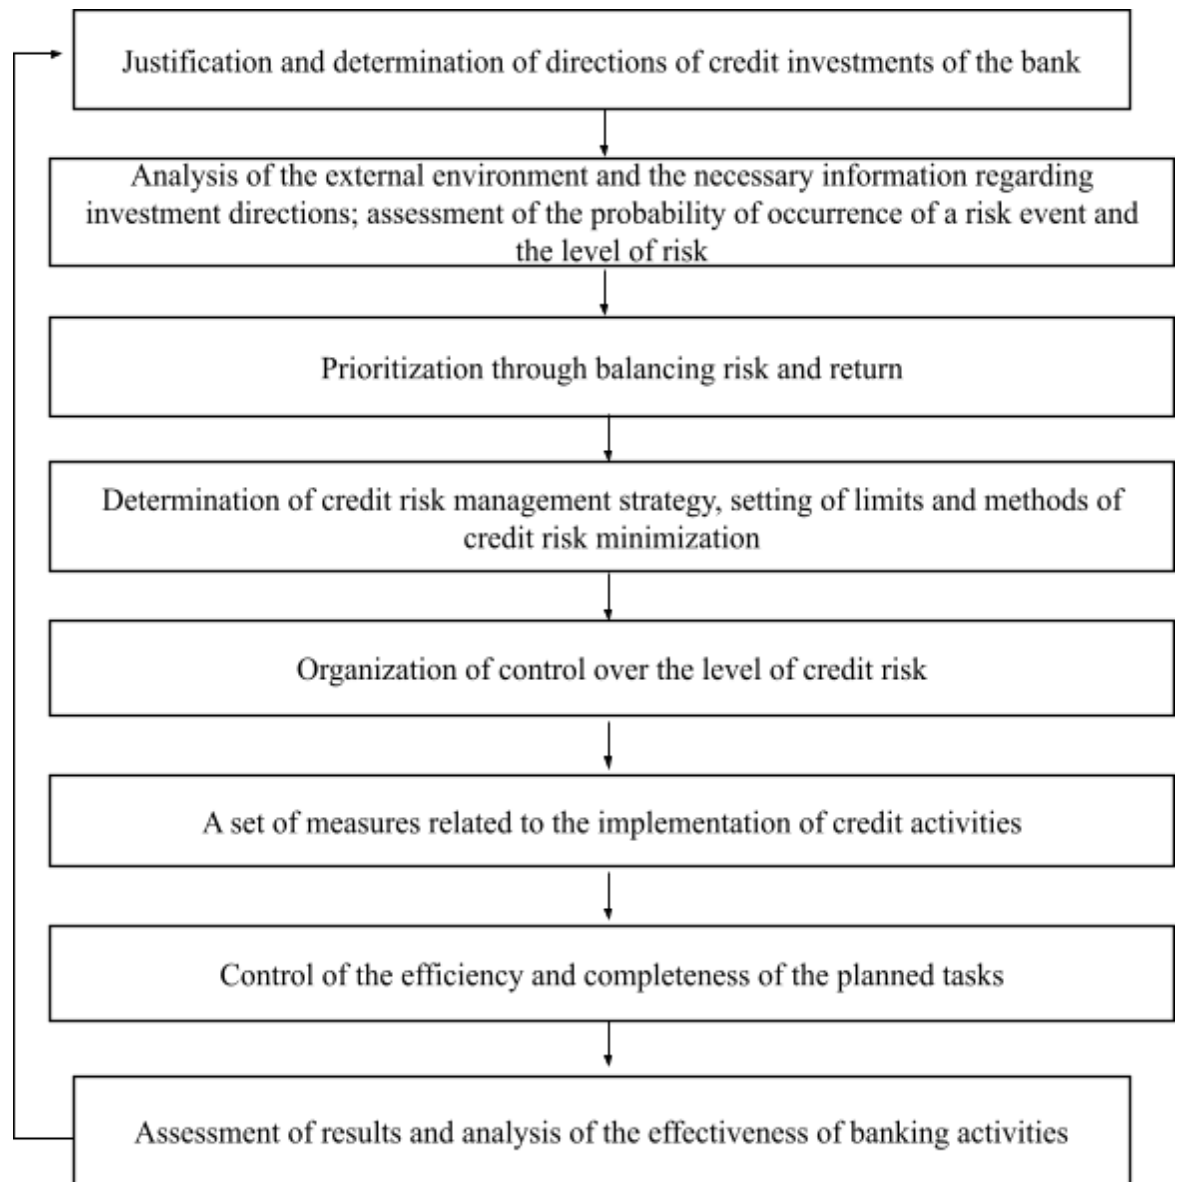 Justification and determination of directions of credit investments of the bank
Analysis of the external environment and the necessary information regarding
investment directions; assessment of the probability of occurrence of a risk event and
the level of risk
Prioritization through balancing risk and return
Determination of credit risk management strategy, setting of limits and methods of
credit risk minimization
Organization of control over the level of credit risk
A set of measures related to the implementation of credit activities
Control of the efficiency and completeness of the planned tasks
Assessment of results and analysis of the effectiveness of banking activities